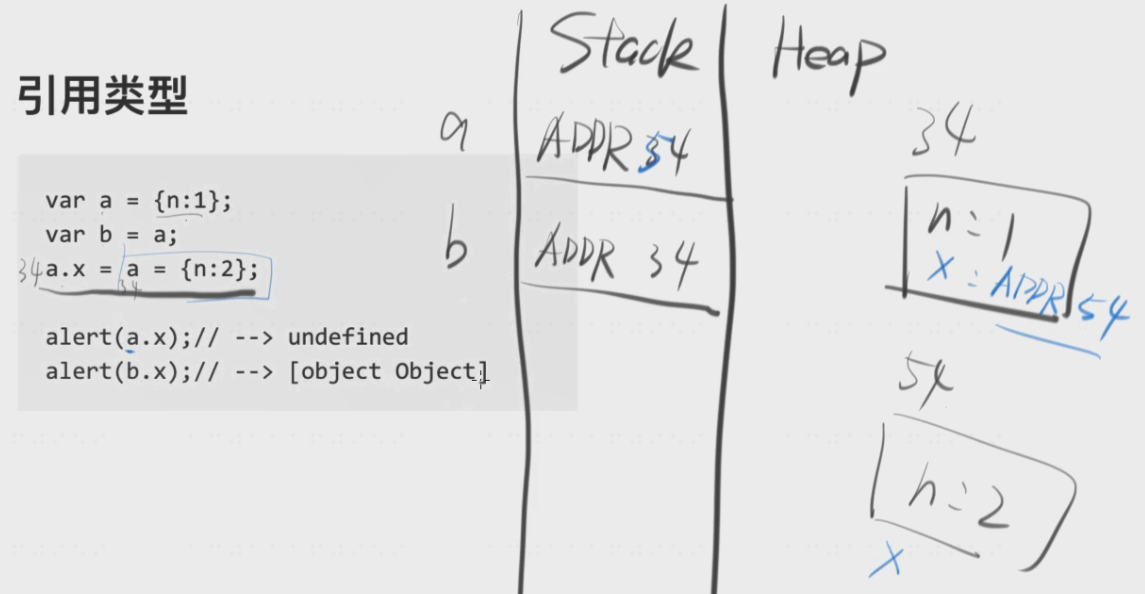 引用类型
var a = {n:1};
var b = a;
34 a.x = a = {n:2};
34
alert(a.x);// --> undefined
alert(b.x);// --> [object Object]
Stack
Heap
a
ADDR 54
b
ADDR 34
34
n : 1
x : ADDR 54
54
n : 2
x